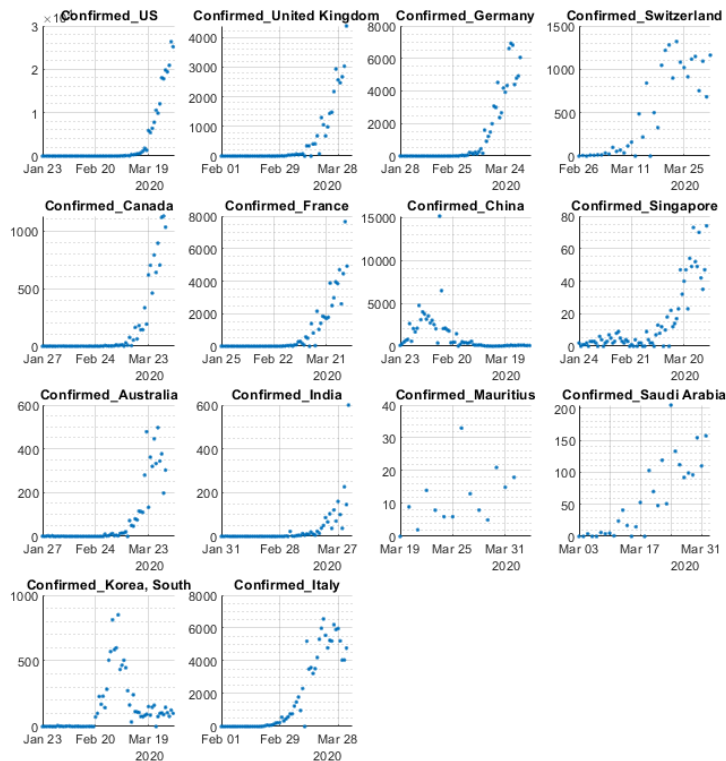 Confirmed_US
Confirmed_United Kingdom
Confirmed_Germany
Confirmed_Switzerland
3
2
1
0
Jan 23 Feb 20 Mar 19
2020
4000
3000
2000
1000
0
Feb 01 Feb 29 Mar 28
2020
8000
6000
4000
2000
0
Jan 28 Feb 25 Mar 24
2020
1500
1000
500
0
Feb 26 Mar 11 Mar 25
2020
Confirmed_Canada
Confirmed_France
Confirmed_China
Confirmed_Singapore
1000
500
0
Jan 27 Feb 24 Mar 23
2020
8000
6000
4000
2000
0
Jan 25 Feb 22 Mar 21
2020
15000
10000
5000
0
Jan 23 Feb 20 Mar 19
2020
80
60
40
20
0
Jan 24 Feb 21 Mar 20
2020
Confirmed_Australia
Confirmed_India
Confirmed_Mauritius
Confirmed_Saudi Arabia
600
400
200
0
Jan 27 Feb 24 Mar 23
2020
600
400
200
0
Jan 31 Feb 28 Mar 27
2020
40
30
20
10
0
Mar 19 Mar 25 Mar 31
2020
200
150
100
50
0
Mar 03 Mar 17 Mar 31
2020
Confirmed_Korea, South
Confirmed_Italy
1000
500
0
Jan 23 Feb 20 Mar 19
2020
8000
6000
4000
2000
0
Feb 01 Feb 29 Mar 28
2020